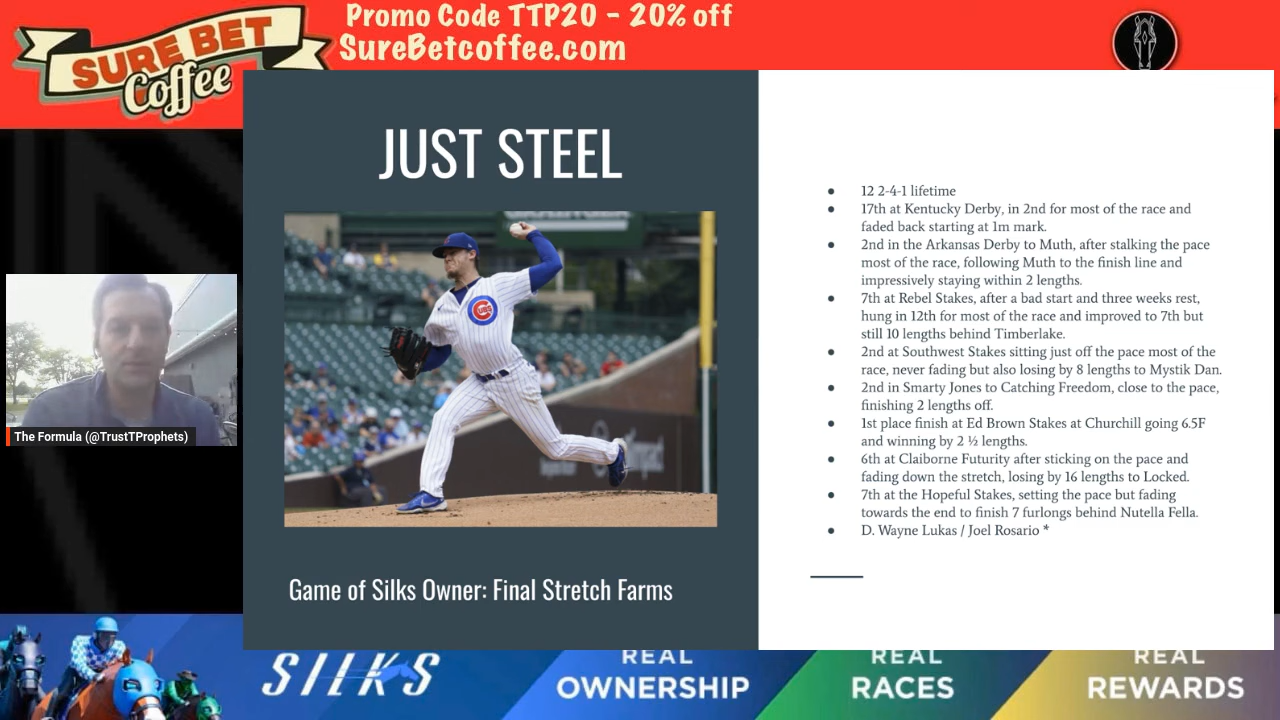 SURE BET
Coffee
Promo Code TTP20 - 20% off
SureBetcoffee.com
JUST STEEL
CUBS
Game of Silks Owner: Final Stretch Farms
● 12 2-4-1 lifetime
● 17th at Kentucky Derby, in 2nd for most of the race and
faded back starting at 1m mark.
● 2nd in the Arkansas Derby to Muth, after stalking the pace
most of the race, following Muth to the finish line and
impressively staying within 2 lengths.
● 7th at Rebel Stakes, after a bad start and three weeks rest,
hung in 12th for most of the race and improved to 7th but
still 10 lengths behind Timberlake.
● 2nd at Southwest Stakes sitting just off the pace most of the
race, never fading but also losing by 8 lengths to Mystik Dan.
● 2nd in Smarty Jones to Catching Freedom, close to the pace,
finishing 2 lengths off.
● 1st place finish at Ed Brown Stakes at Churchill going 6.5F
and winning by 2 ½ lengths.
● 6th at Claiborne Futurity after sticking on the pace and
fading down the stretch, losing by 16 lengths to Locked.
● 7th at the Hopeful Stakes, setting the pace but fading
towards the end to finish 7 furlongs behind Nutella Fella.
● D. Wayne Lukas / Joel Rosario *
The Formula (@TrustTProphets)
SILKS
REAL
OWNERSHIP
REAL
RACES
REAL
REWARDS